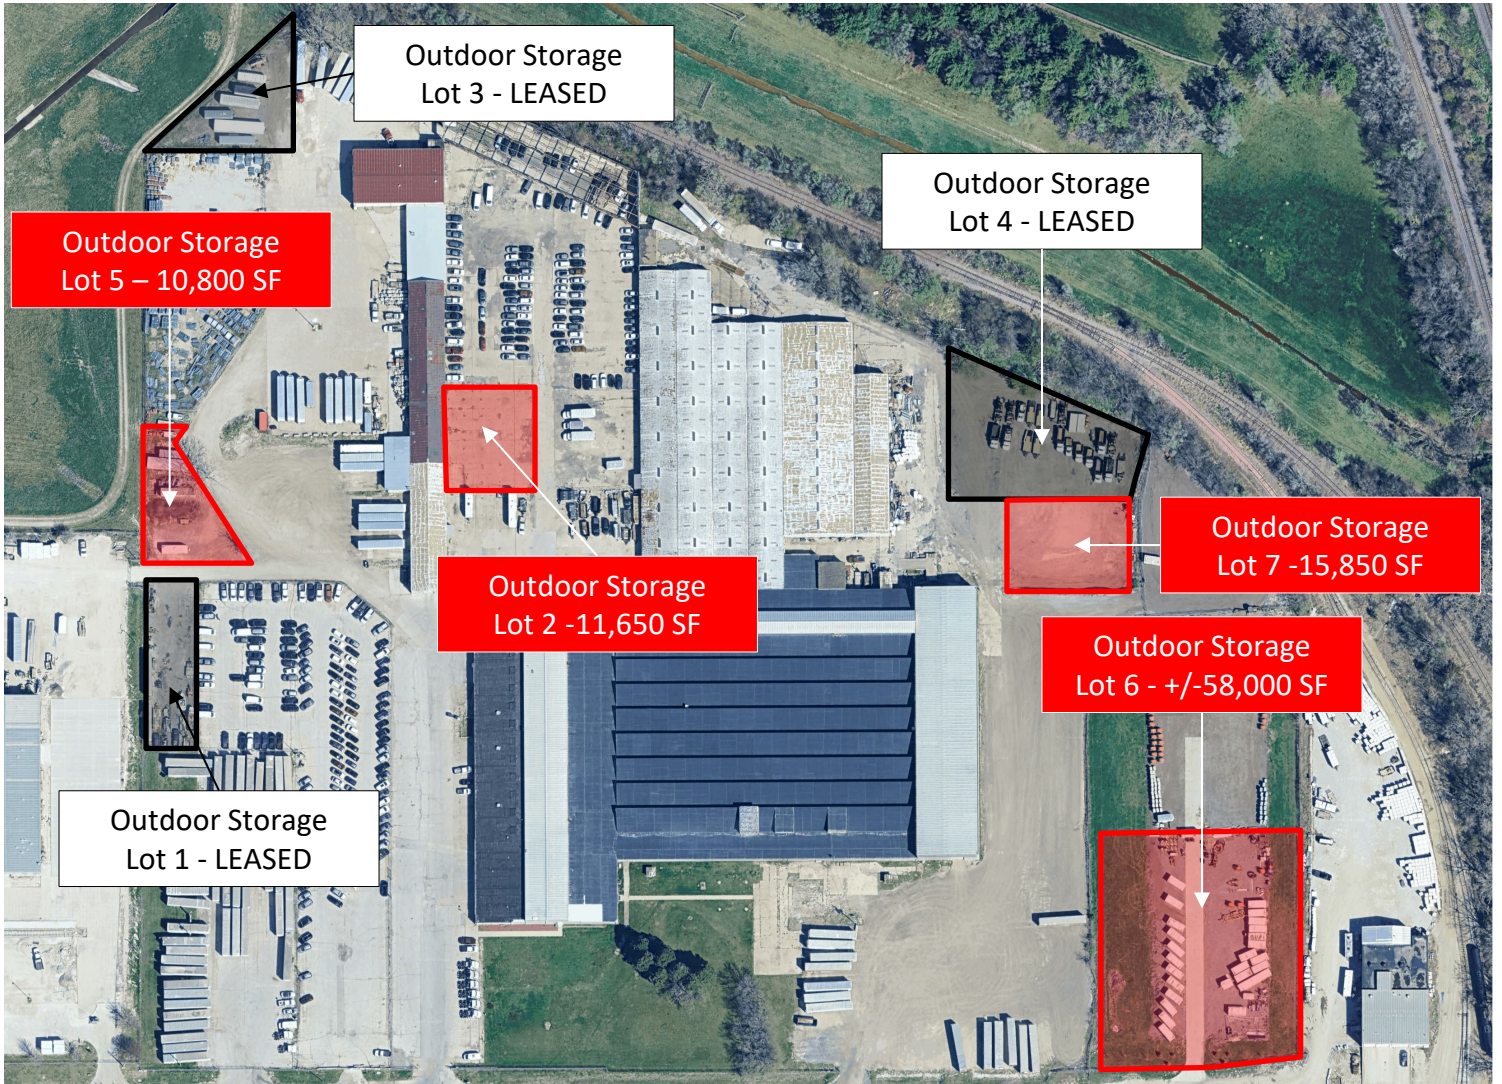 Outdoor Storage
Lot 3 - LEASED
Outdoor Storage
Lot 4 - LEASED
Outdoor Storage
Lot 5 – 10,800 SF
Outdoor Storage
Lot 7 -15,850 SF
Outdoor Storage
Lot 2 -11,650 SF
Outdoor Storage
Lot 6 - +/-58,000 SF
Outdoor Storage
Lot 1 - LEASED